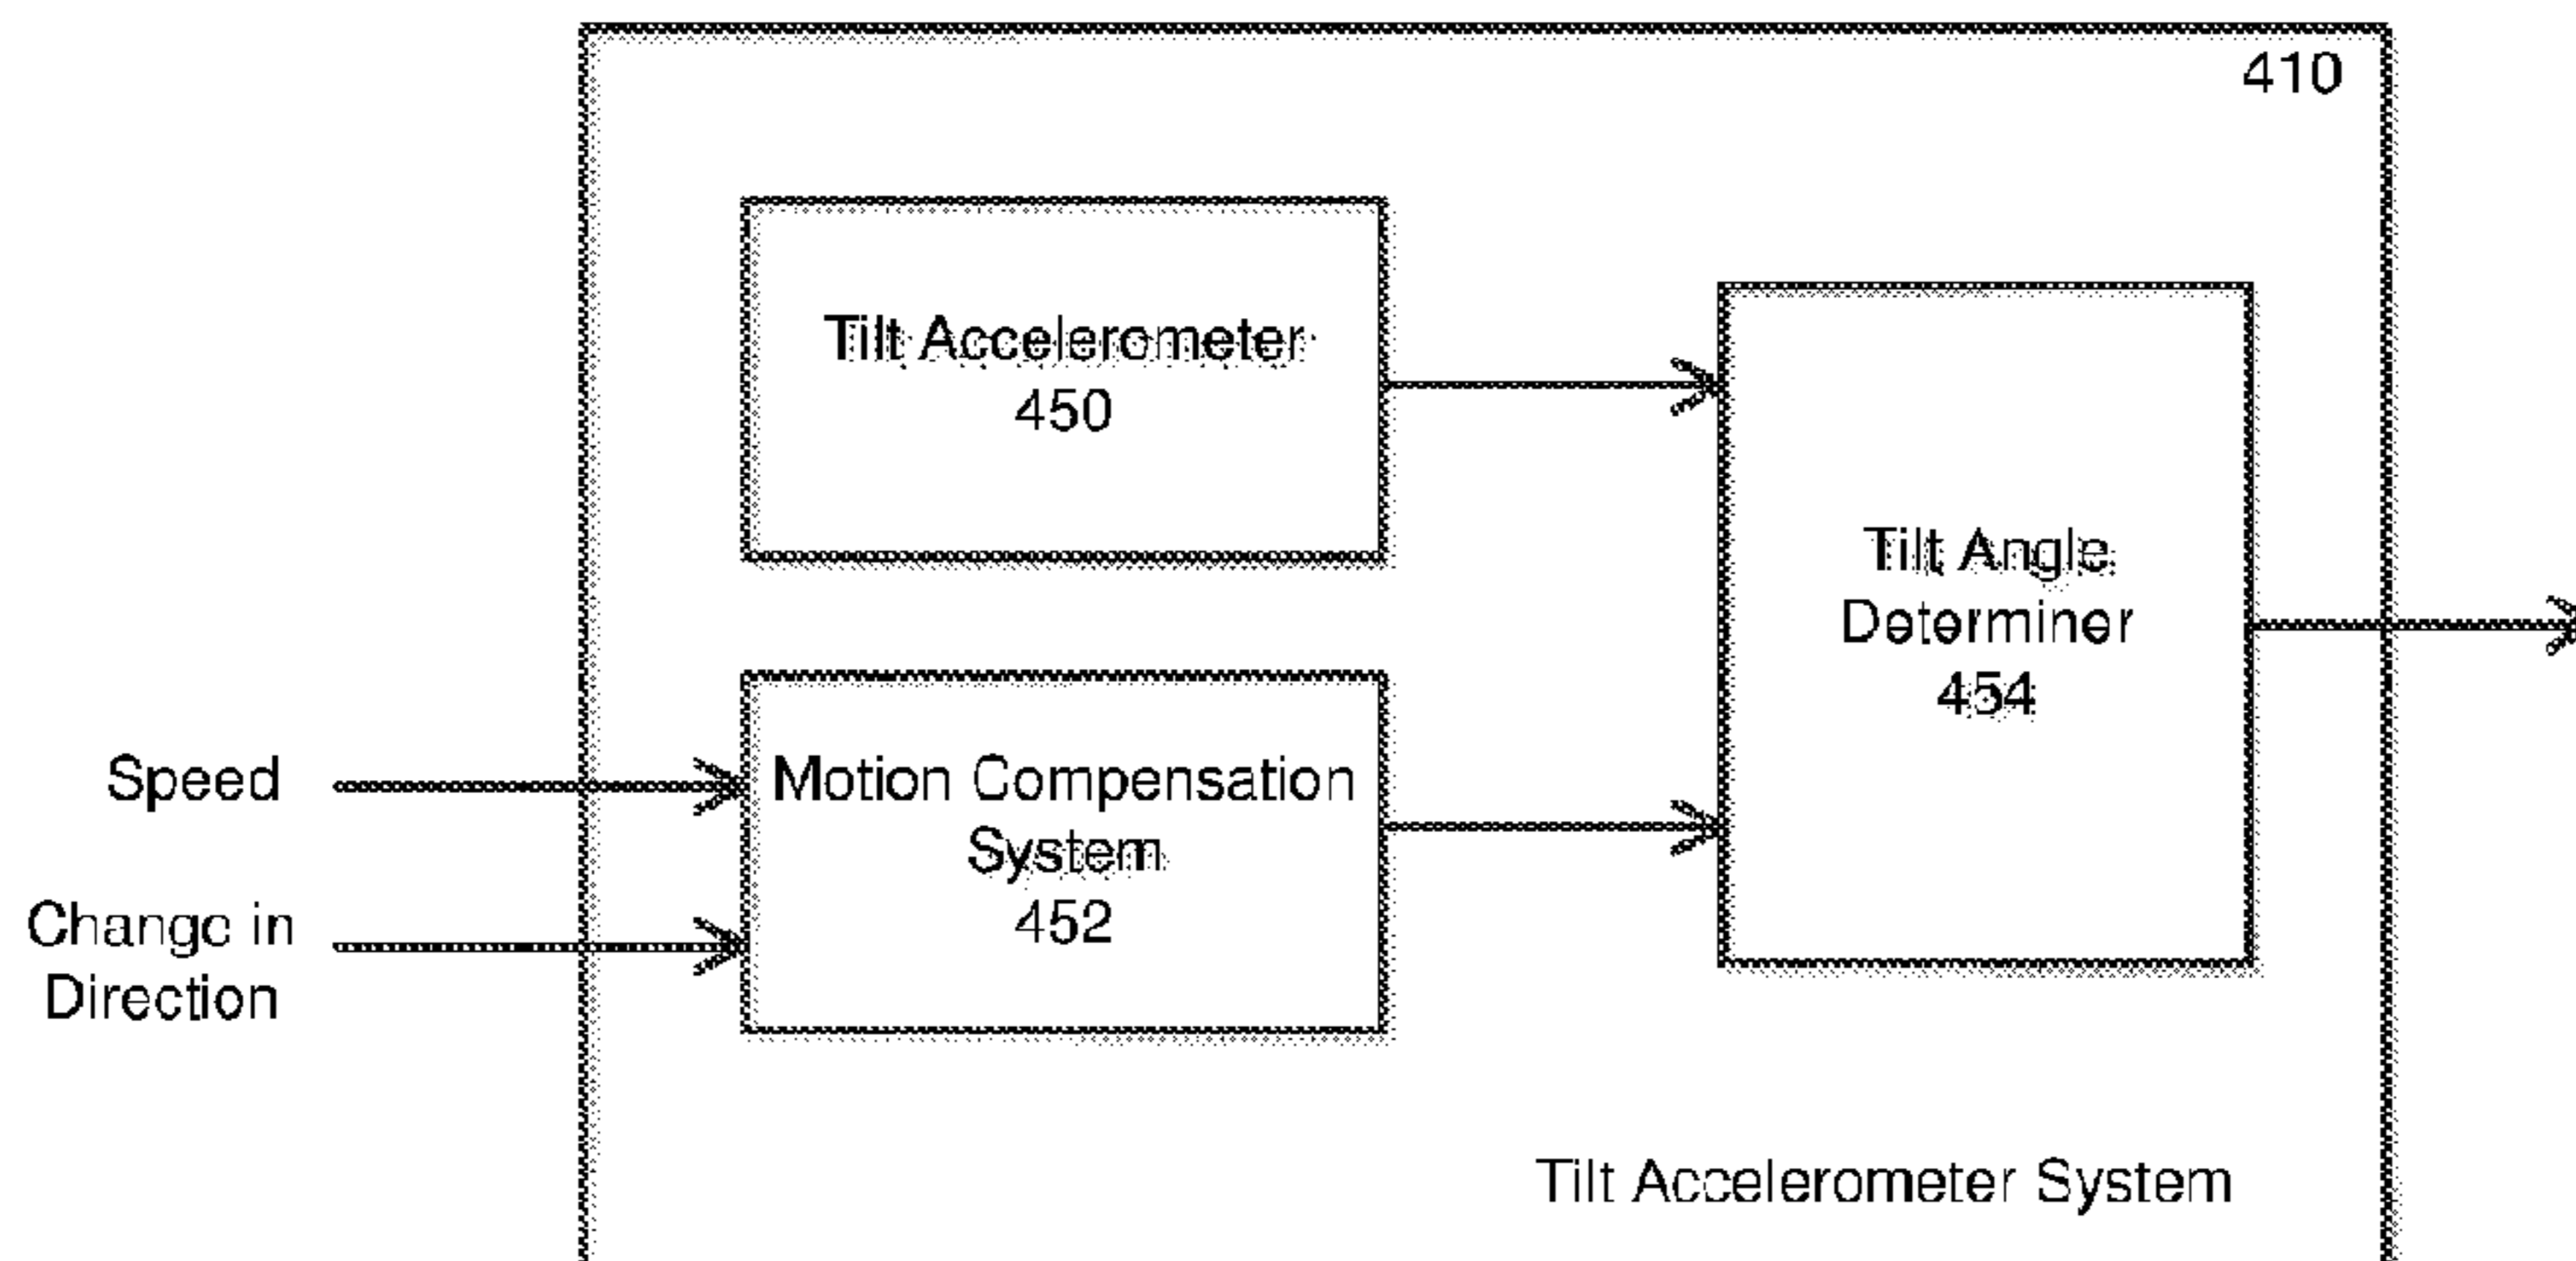 410
Tilt Accelerometer
450
Tilt Angle
Determiner
454
Speed
Motion Compensation
System
452
Change in
Direction
Tilt Accelerometer System